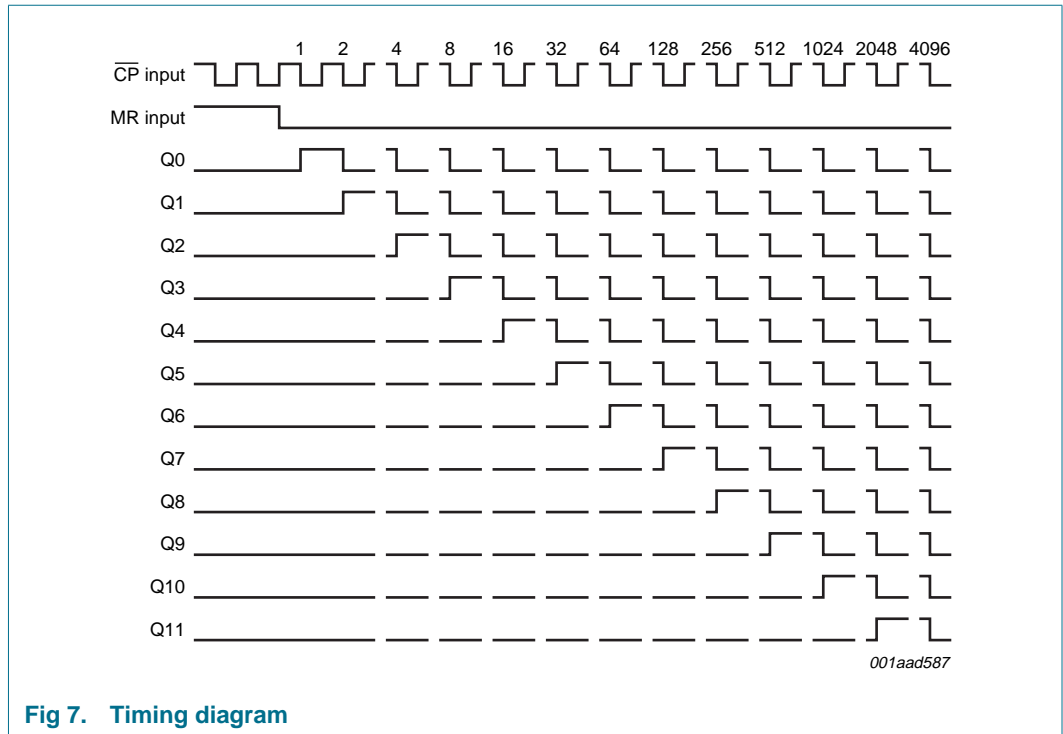 1 2 4 8 16 32 64 128 256 512 1024 2048 4096
C̅P̅ input
MR input
Q0
Q1
Q2
Q3
Q4
Q5
Q6
Q7
Q8
Q9
Q10
Q11
001aad587
Fig 7. Timing diagram